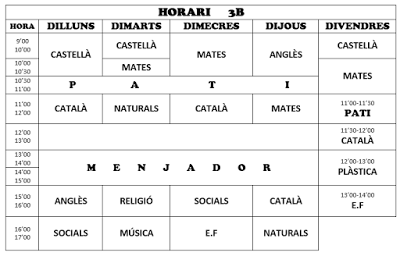 HORARI 3B
HORA DILLUNS DIMARTS DIMECRES DIJOUS DIVENDRES
9'00
10'00
CASTELLÀ
CASTELLÀ
MATES
ANGLÈS
CASTELLÀ
10'00
10'30
MATES
MATES
10'30
11'00
P A T I
11'00
12'00
CATALÀ
NATURALS
CATALÀ
MATES
11'00-11'30
PATI
12'00
13'00
11'30-12'00
CATALÀ
13'00
14'00
14'00
15'00
M E N J A D O R
12'00-13'00
PLÀSTICA
15'00
16'00
ANGLÈS
RELIGIÓ
SOCIALS
CATALÀ
13'00-14'00
E.F
16'00
17'00
SOCIALS
MÚSICA
E.F
NATURALS